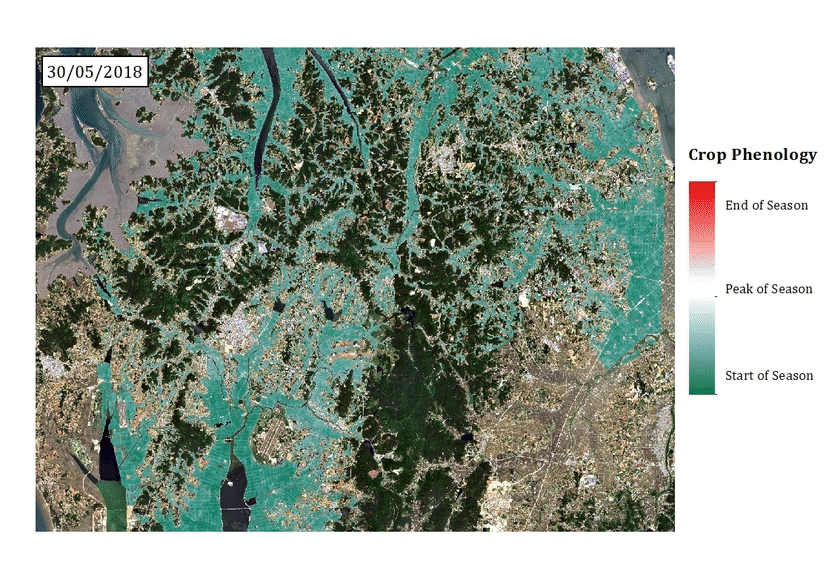 30/05/2018
Crop Phenology
End of Season
Peak of Season
Start of Season